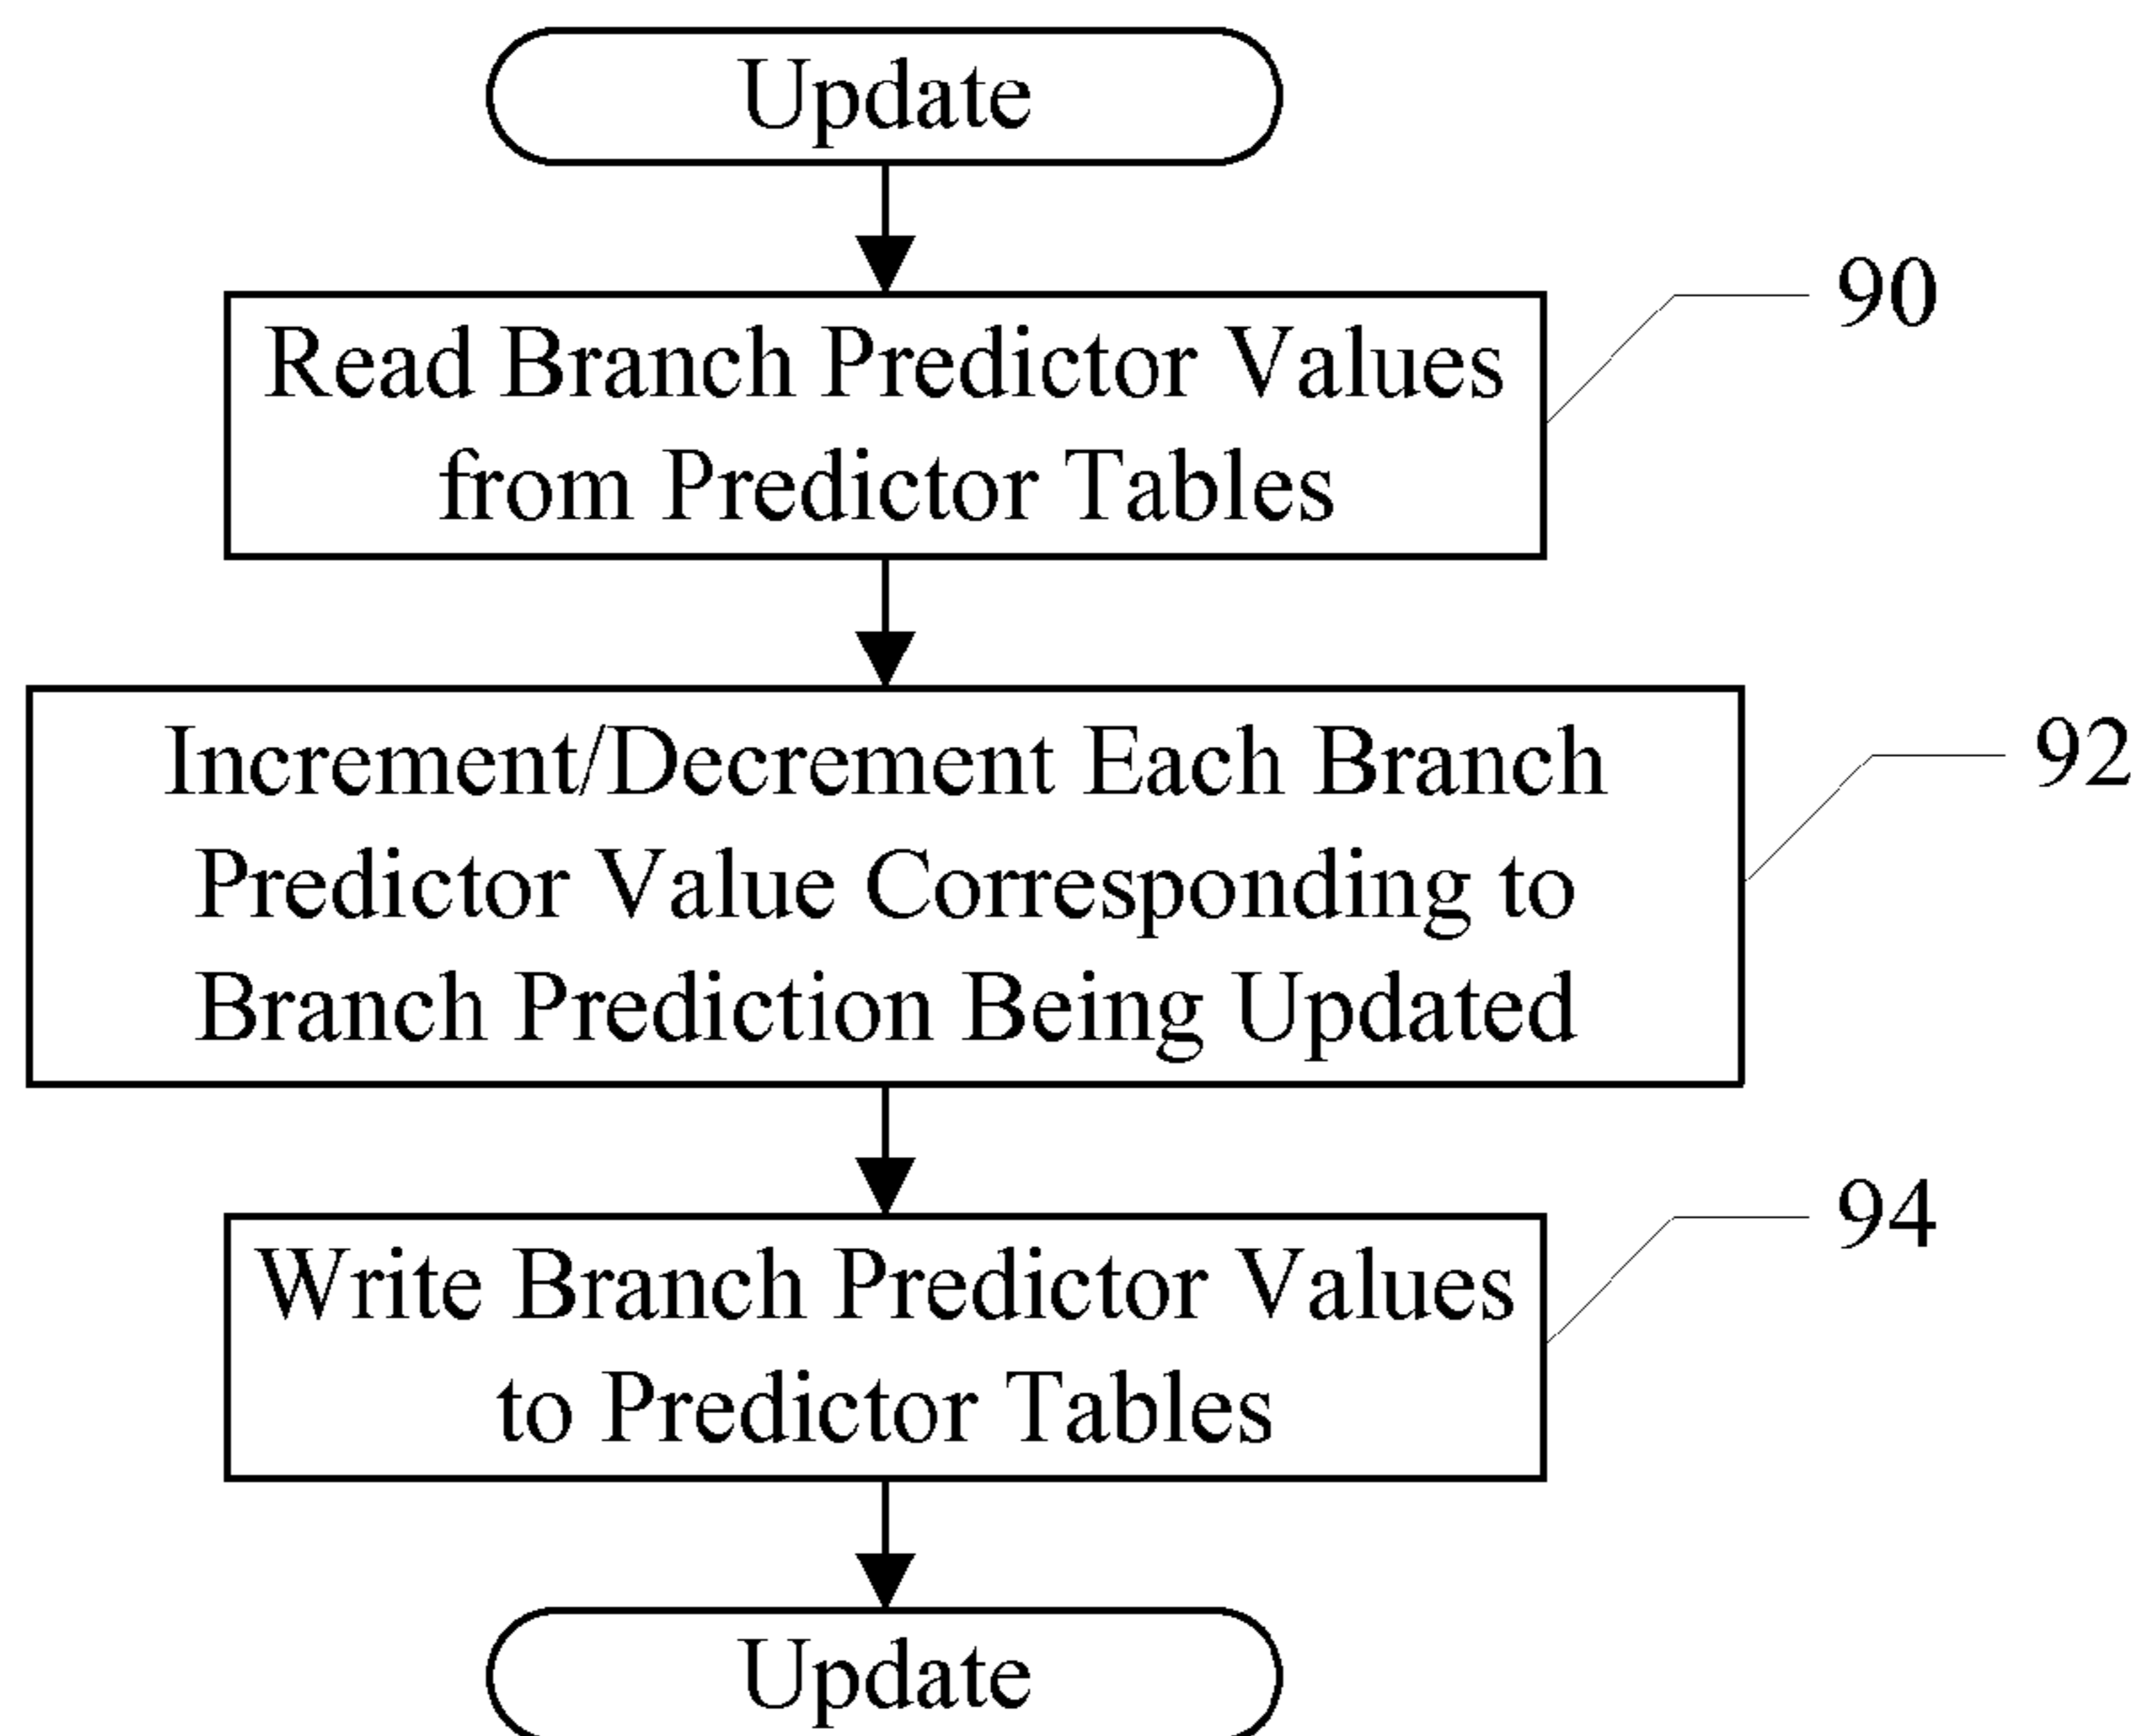 Update
90
Read Branch Predictor Values
from Predictor Tables
92
Increment/Decrement Each Branch
Predictor Value Corresponding to
Branch Prediction Being Updated
94
Write Branch Predictor Values
to Predictor Tables
Update